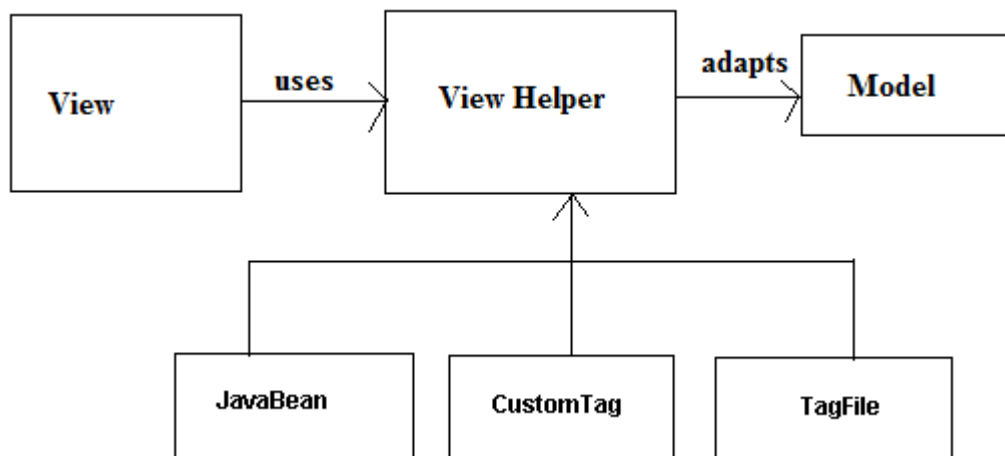 View
uses
View Helper
adapts
Model
JavaBean
CustomTag
TagFile